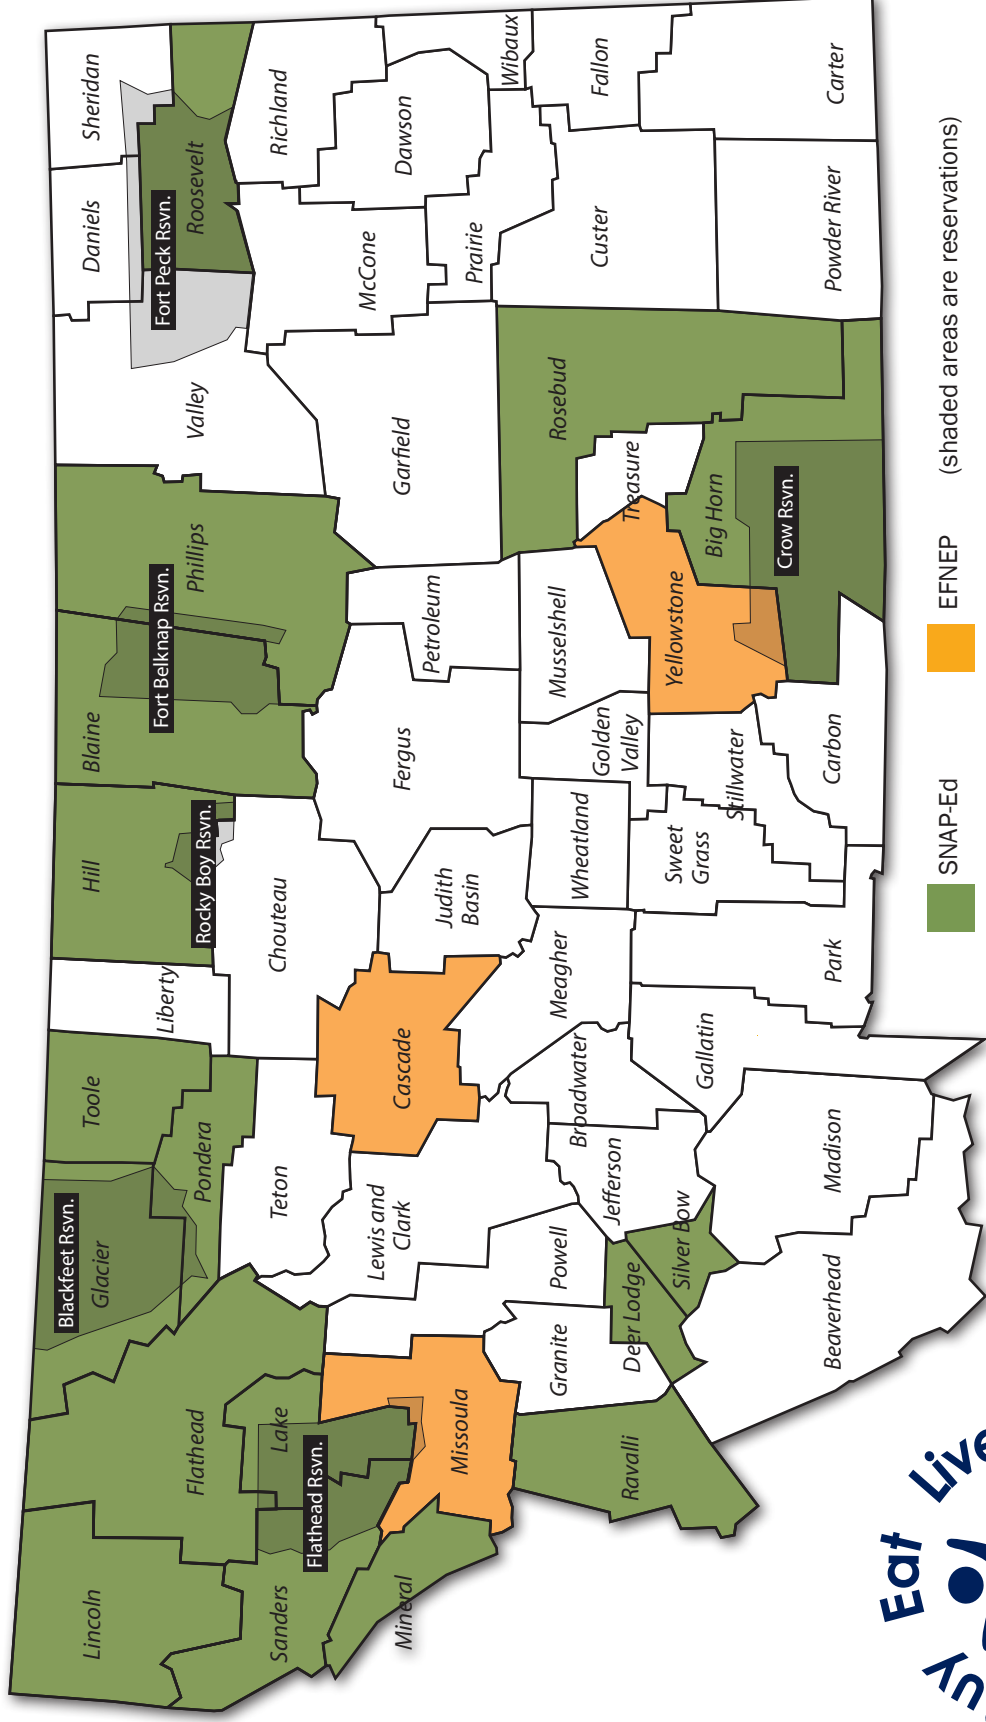 Lincoln
Flathead
Glacier
Blackfeet Rsvn.
Toole
Liberty
Hill
Blaine
Phillips
Valley
Daniels
Sheridan
Roosevelt
Fort Peck Rsvn.
Fort Belknap Rsvn.
Rocky Boy Rsvn.
Pondera
Sanders
Lake
Flathead Rsvn.
Teton
Chouteau
Richland
McCone
Garfield
Dawson
Mineral
Missoula
Lewis and
Clark
Cascade
Judith
Basin
Fergus
Petroleum
Prairie
Wibaux
Powell
Granite
Meagher
Wheatland
Golden
Valley
Musselshell
Rosebud
Treasure
Custer
Fallon
Ravalli
Deer Lodge
Silver Bow
Jefferson
Broadwater
Gallatin
Sweet
Grass
Stillwater
Yellowstone
Big Horn
Crow Rsvn.
Beaverhead
Madison
Park
Carbon
Powder River
Carter
SNAP-Ed
EFNEP
(shaded areas are reservations)
Eat